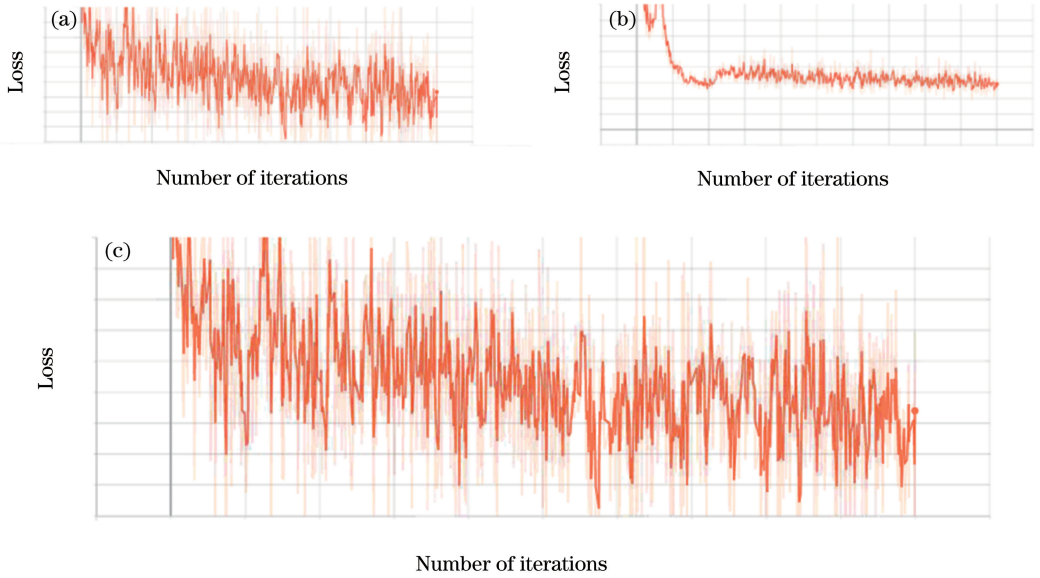 (a)
Loss
Number of iterations
(b)
Loss
Number of iterations
(c)
Loss
Number of iterations